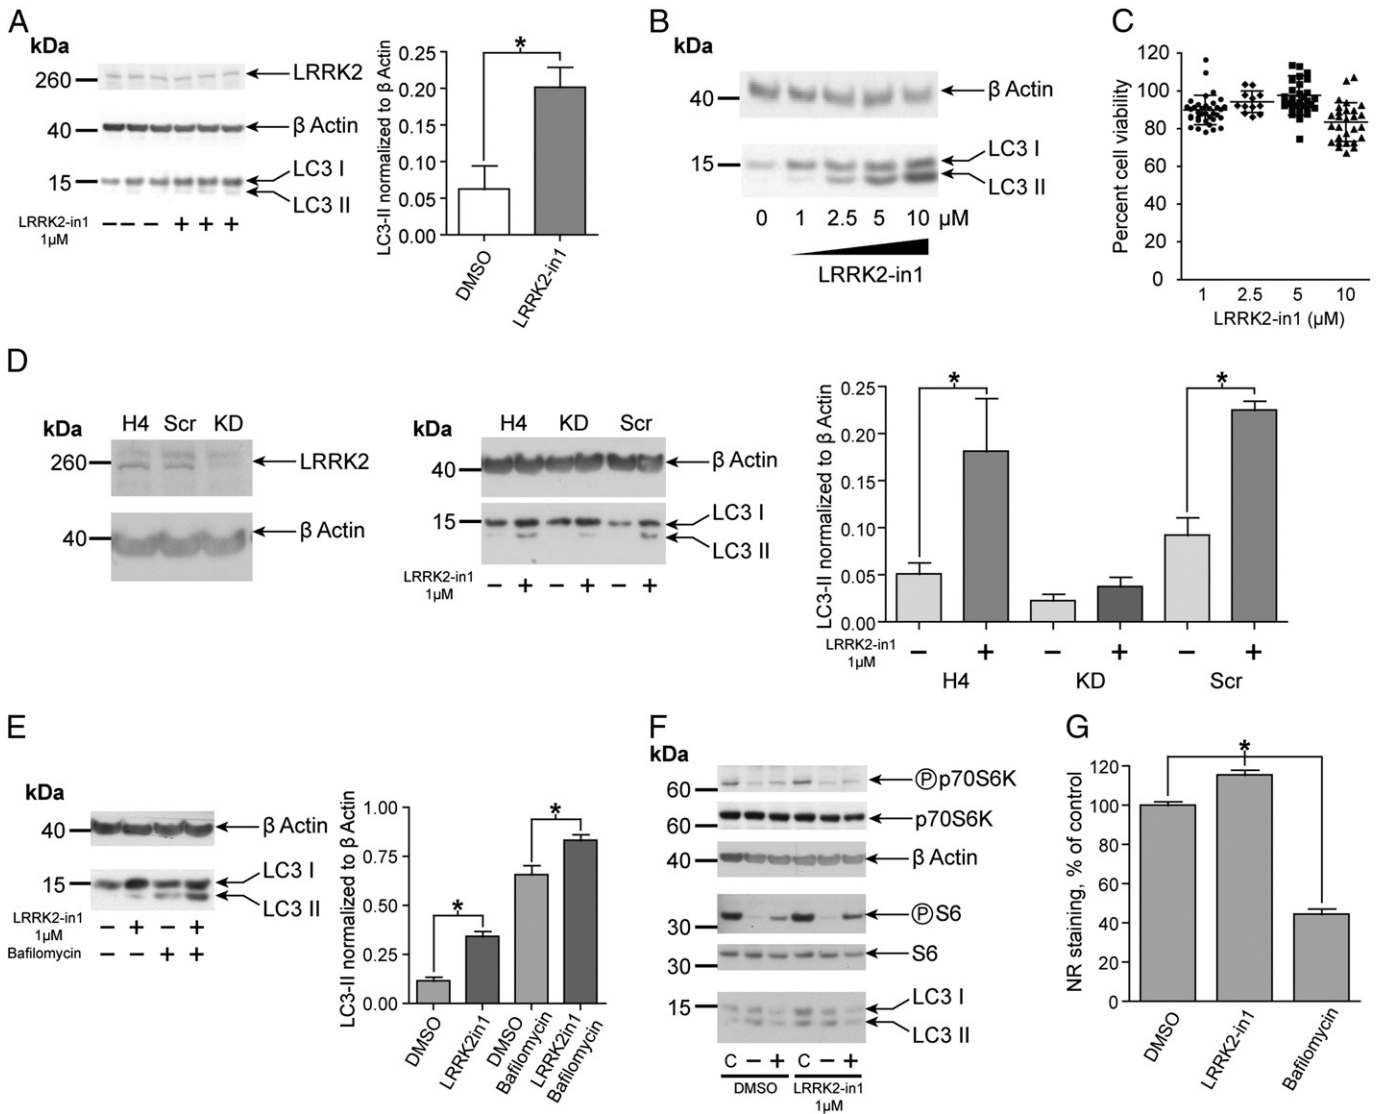 A
kDa
260
LRRK2
40
β Actin
15
LC3 I
LC3 II
LRRK2-in1
1µM
− − − + + +
LC3-II normalized to β Actin
0.25
0.20
0.15
0.10
0.05
0.00
*
DMSO
LRRK2-in1
B
kDa
40
β Actin
15
LC3 I
LC3 II
0 1 2.5 5 10 µM
LRRK2-in1
C
Percent cell viability
120
100
80
60
40
20
0
1 2.5 5 10
LRRK2-in1 (µM)
D
kDa
H4 Scr KD
260
LRRK2
40
β Actin
kDa
H4 KD Scr
40
β Actin
15
LC3 I
LC3 II
LRRK2-in1
1µM
− + − + − +
LC3-II normalized to β Actin
0.25
0.20
0.15
0.10
0.05
0.00
* *
LRRK2-in1
1µM
− + − + − +
H4 KD Scr
E
kDa
40
β Actin
15
LC3 I
LC3 II
LRRK2-in1
1µM
− + − +
Bafilomycin
− − + +
LC3-II normalized to β Actin
1.00
0.75
0.50
0.25
0.00
* *
DMSO
LRRK2in1
DMSO
Bafilomycin
LRRK2in1
Bafilomycin
F
kDa
60
Ⓟp70S6K
60
p70S6K
40
β Actin
30
ⓅS6
30
S6
15
LC3 I
LC3 II
C − + C − +
DMSO
LRRK2-in1
1µM
G
NR staining, % of control
120
100
80
60
40
20
0
*
DMSO
LRRK2-in1
Bafilomycin